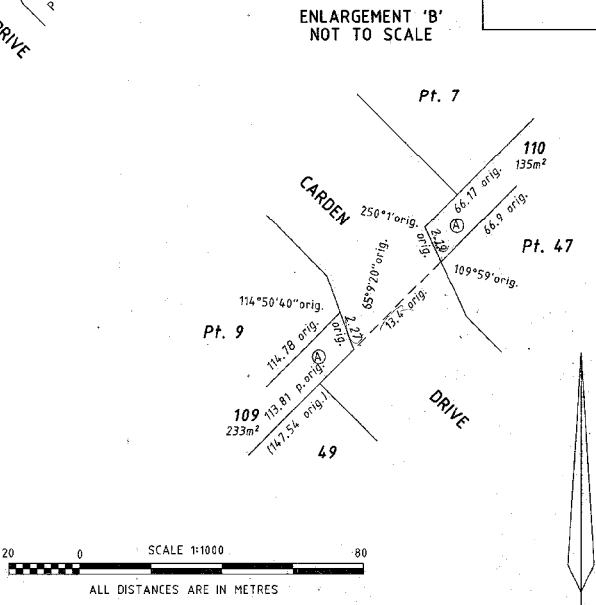 DRIVE
P
ENLARGEMENT 'B'
NOT TO SCALE
Pt. 7
110
135m²
66.17 orig.
CARDEN
250°1'orig.
orig.
2.19
A
66.9 orig.
Pt. 47
65°9'20"orig.
109°59'orig.
114°50'40"orig.
13.4 orig.
Pt. 9
114.78 orig.
orig.
2.27
A
113.81 p.orig.
109
233m²
(147.54 orig.)
DRIVE
49
20 0 SCALE 1:1000 80
ALL DISTANCES ARE IN METRES